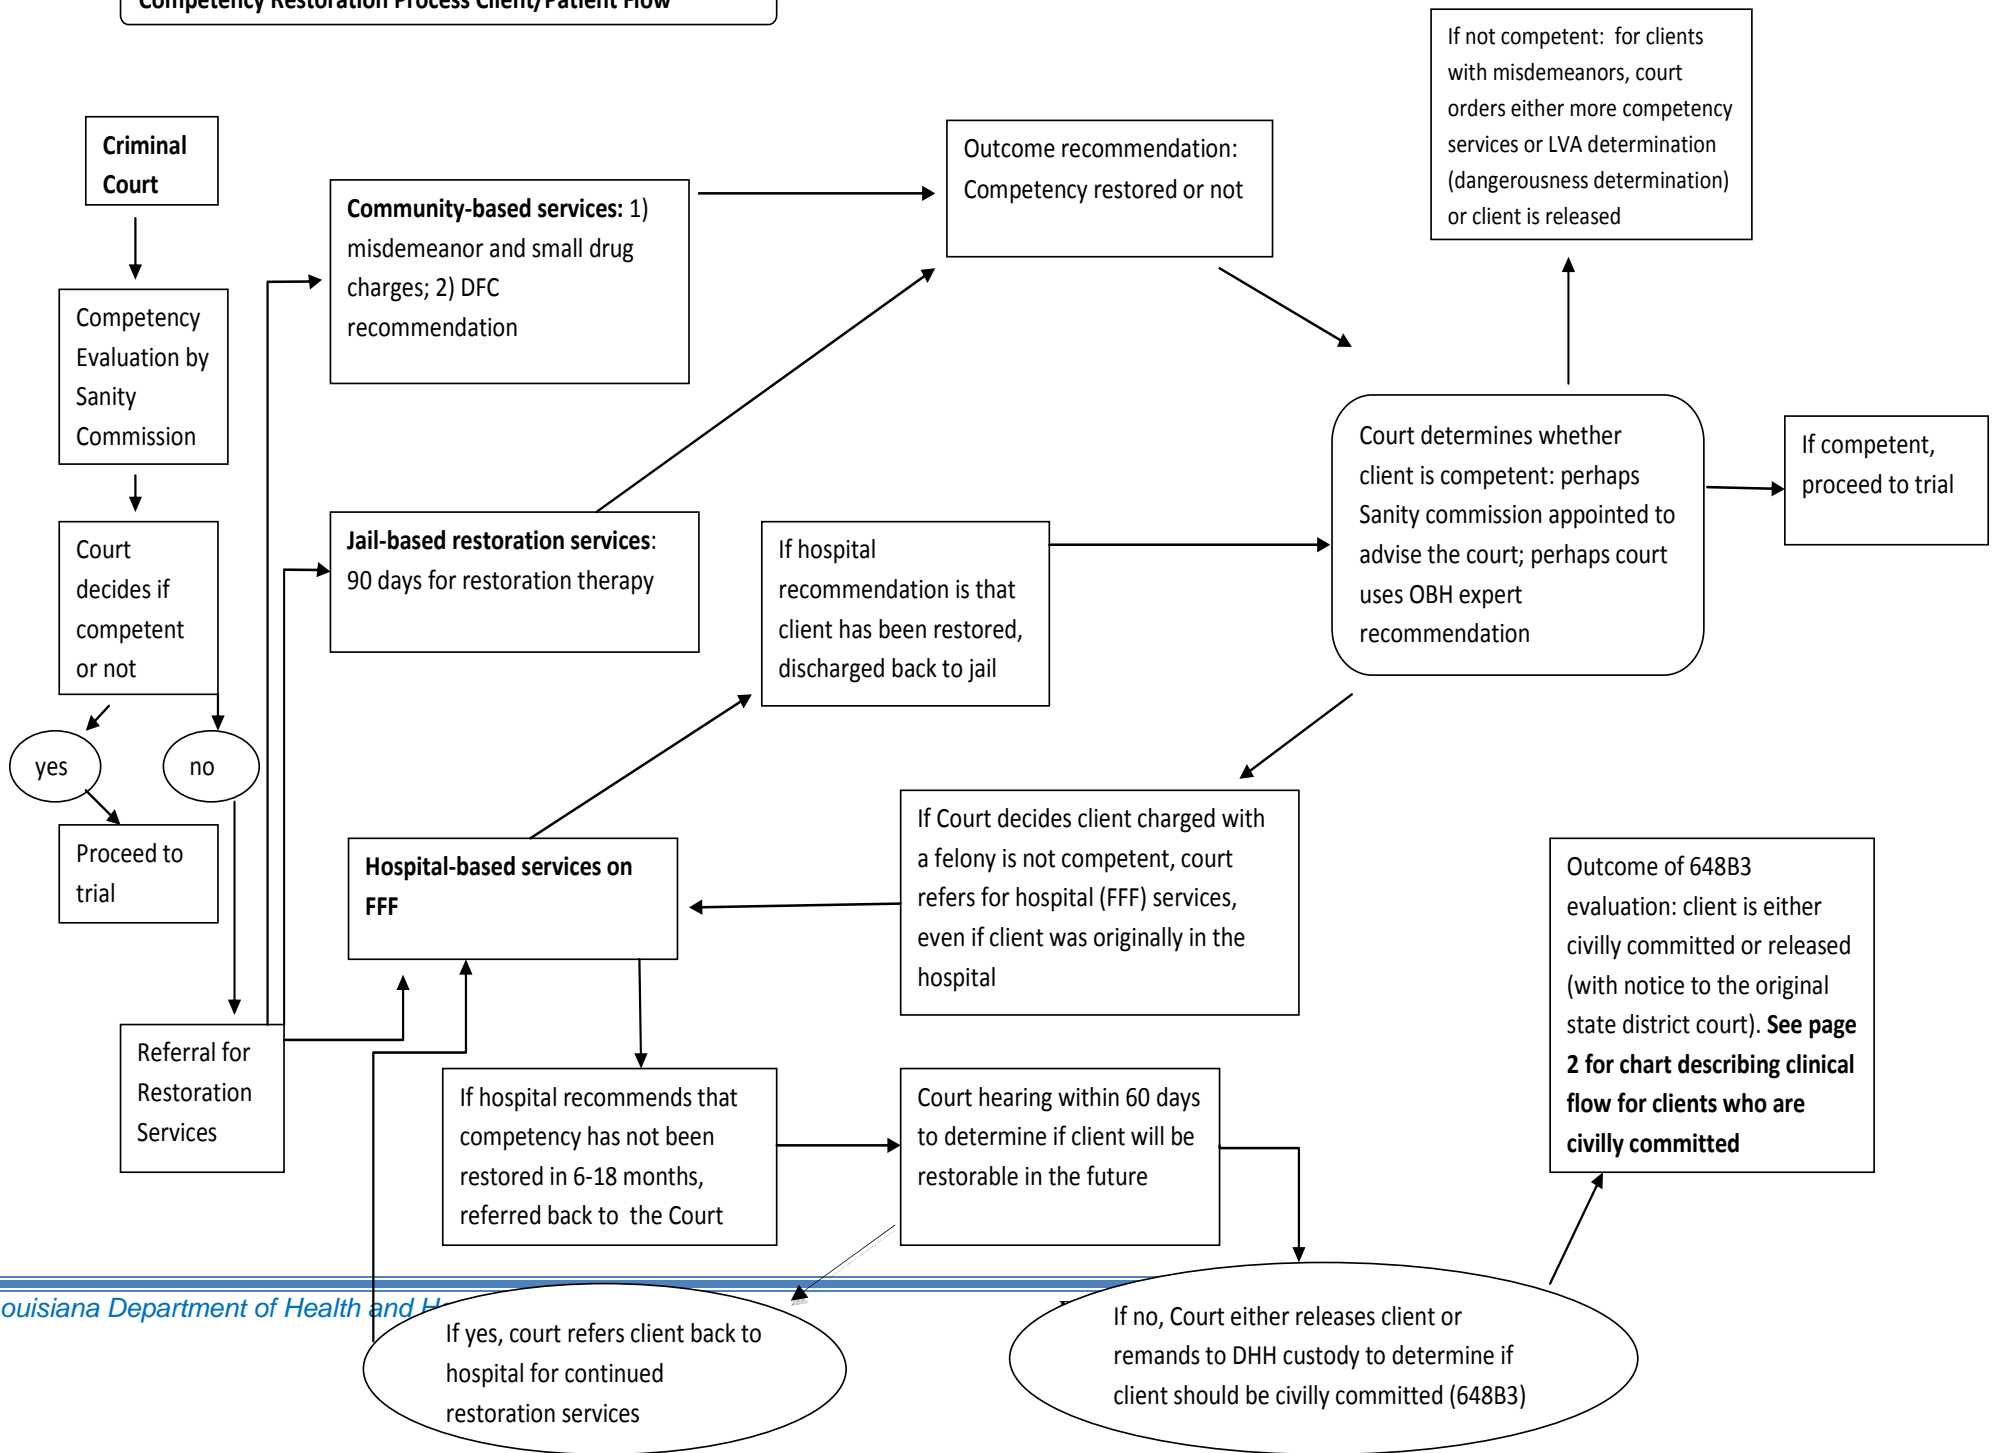 Competency Restoration Process Client/Patient Flow
Criminal
Court
Competency
Evaluation by
Sanity
Commission
Court
decides if
competent
or not
yes
no
Proceed to
trial
Referral for
Restoration
Services
Community-based services: 1)
misdemeanor and small drug
charges; 2) DFC
recommendation
Jail-based restoration services:
90 days for restoration therapy
Hospital-based services on
FFF
If hospital
recommendation is that
client has been restored,
discharged back to jail
Outcome recommendation:
Competency restored or not
If not competent:  for clients
with misdemeanors, court
orders either more competency
services or LVA determination
(dangerousness determination)
or client is released
Court determines whether
client is competent: perhaps
Sanity commission appointed to
advise the court; perhaps court
uses OBH expert
recommendation
If competent,
proceed to trial
If Court decides client charged with
a felony is not competent, court
refers for hospital (FFF) services,
even if client was originally in the
hospital
If hospital recommends that
competency has not been
restored in 6-18 months,
referred back to  the Court
Court hearing within 60 days
to determine if client will be
restorable in the future
If yes, court refers client back to
hospital for continued
restoration services
If no, Court either releases client or
remands to DHH custody to determine if
client should be civilly committed (648B3)
Outcome of 648B3
evaluation: client is either
civilly committed or released
(with notice to the original
state district court). See page
2 for chart describing clinical
flow for clients who are
civilly committed
ouisiana Department of Health and H